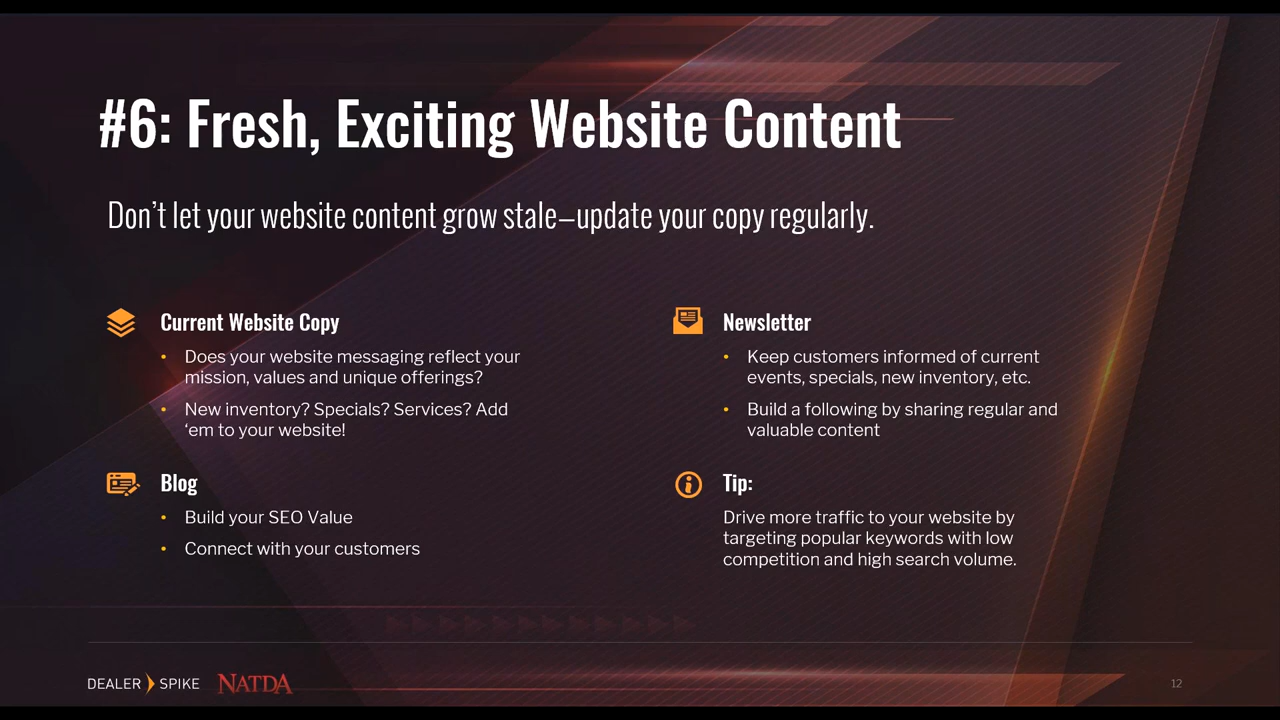 #6: Fresh, Exciting Website Content
Don’t let your website content grow stale—update your copy regularly.
Current Website Copy
• Does your website messaging reflect your
mission, values and unique offerings?
• New inventory? Specials? Services? Add
‘em to your website!
Blog
• Build your SEO Value
• Connect with your customers
Newsletter
• Keep customers informed of current
events, specials, new inventory, etc.
• Build a following by sharing regular and
valuable content
Tip:
Drive more traffic to your website by
targeting popular keywords with low
competition and high search volume.
DEALER SPIKE NATDA
12